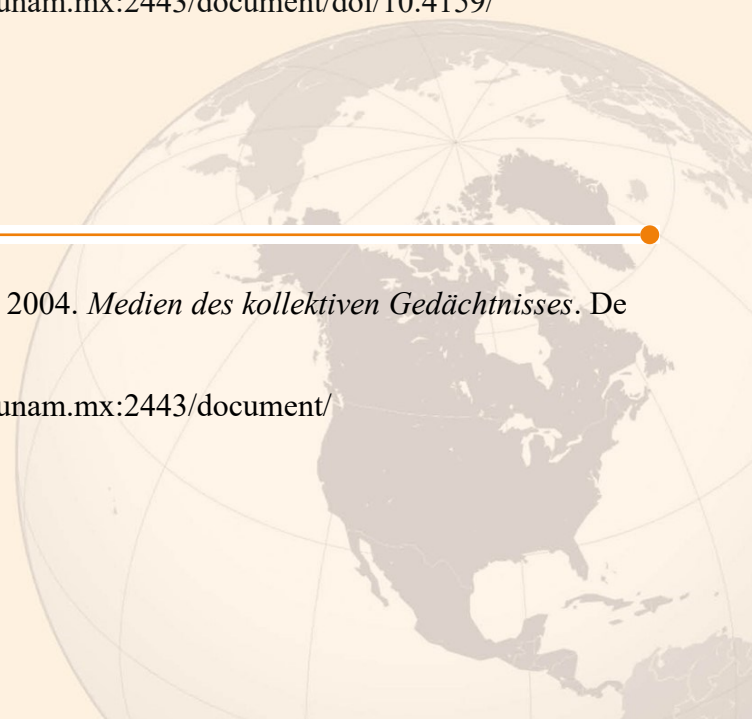 unam.mx:2443/document/doi/10.4159/
2004. Medien des kollektiven Gedächtnisses. De
unam.mx:2443/document/